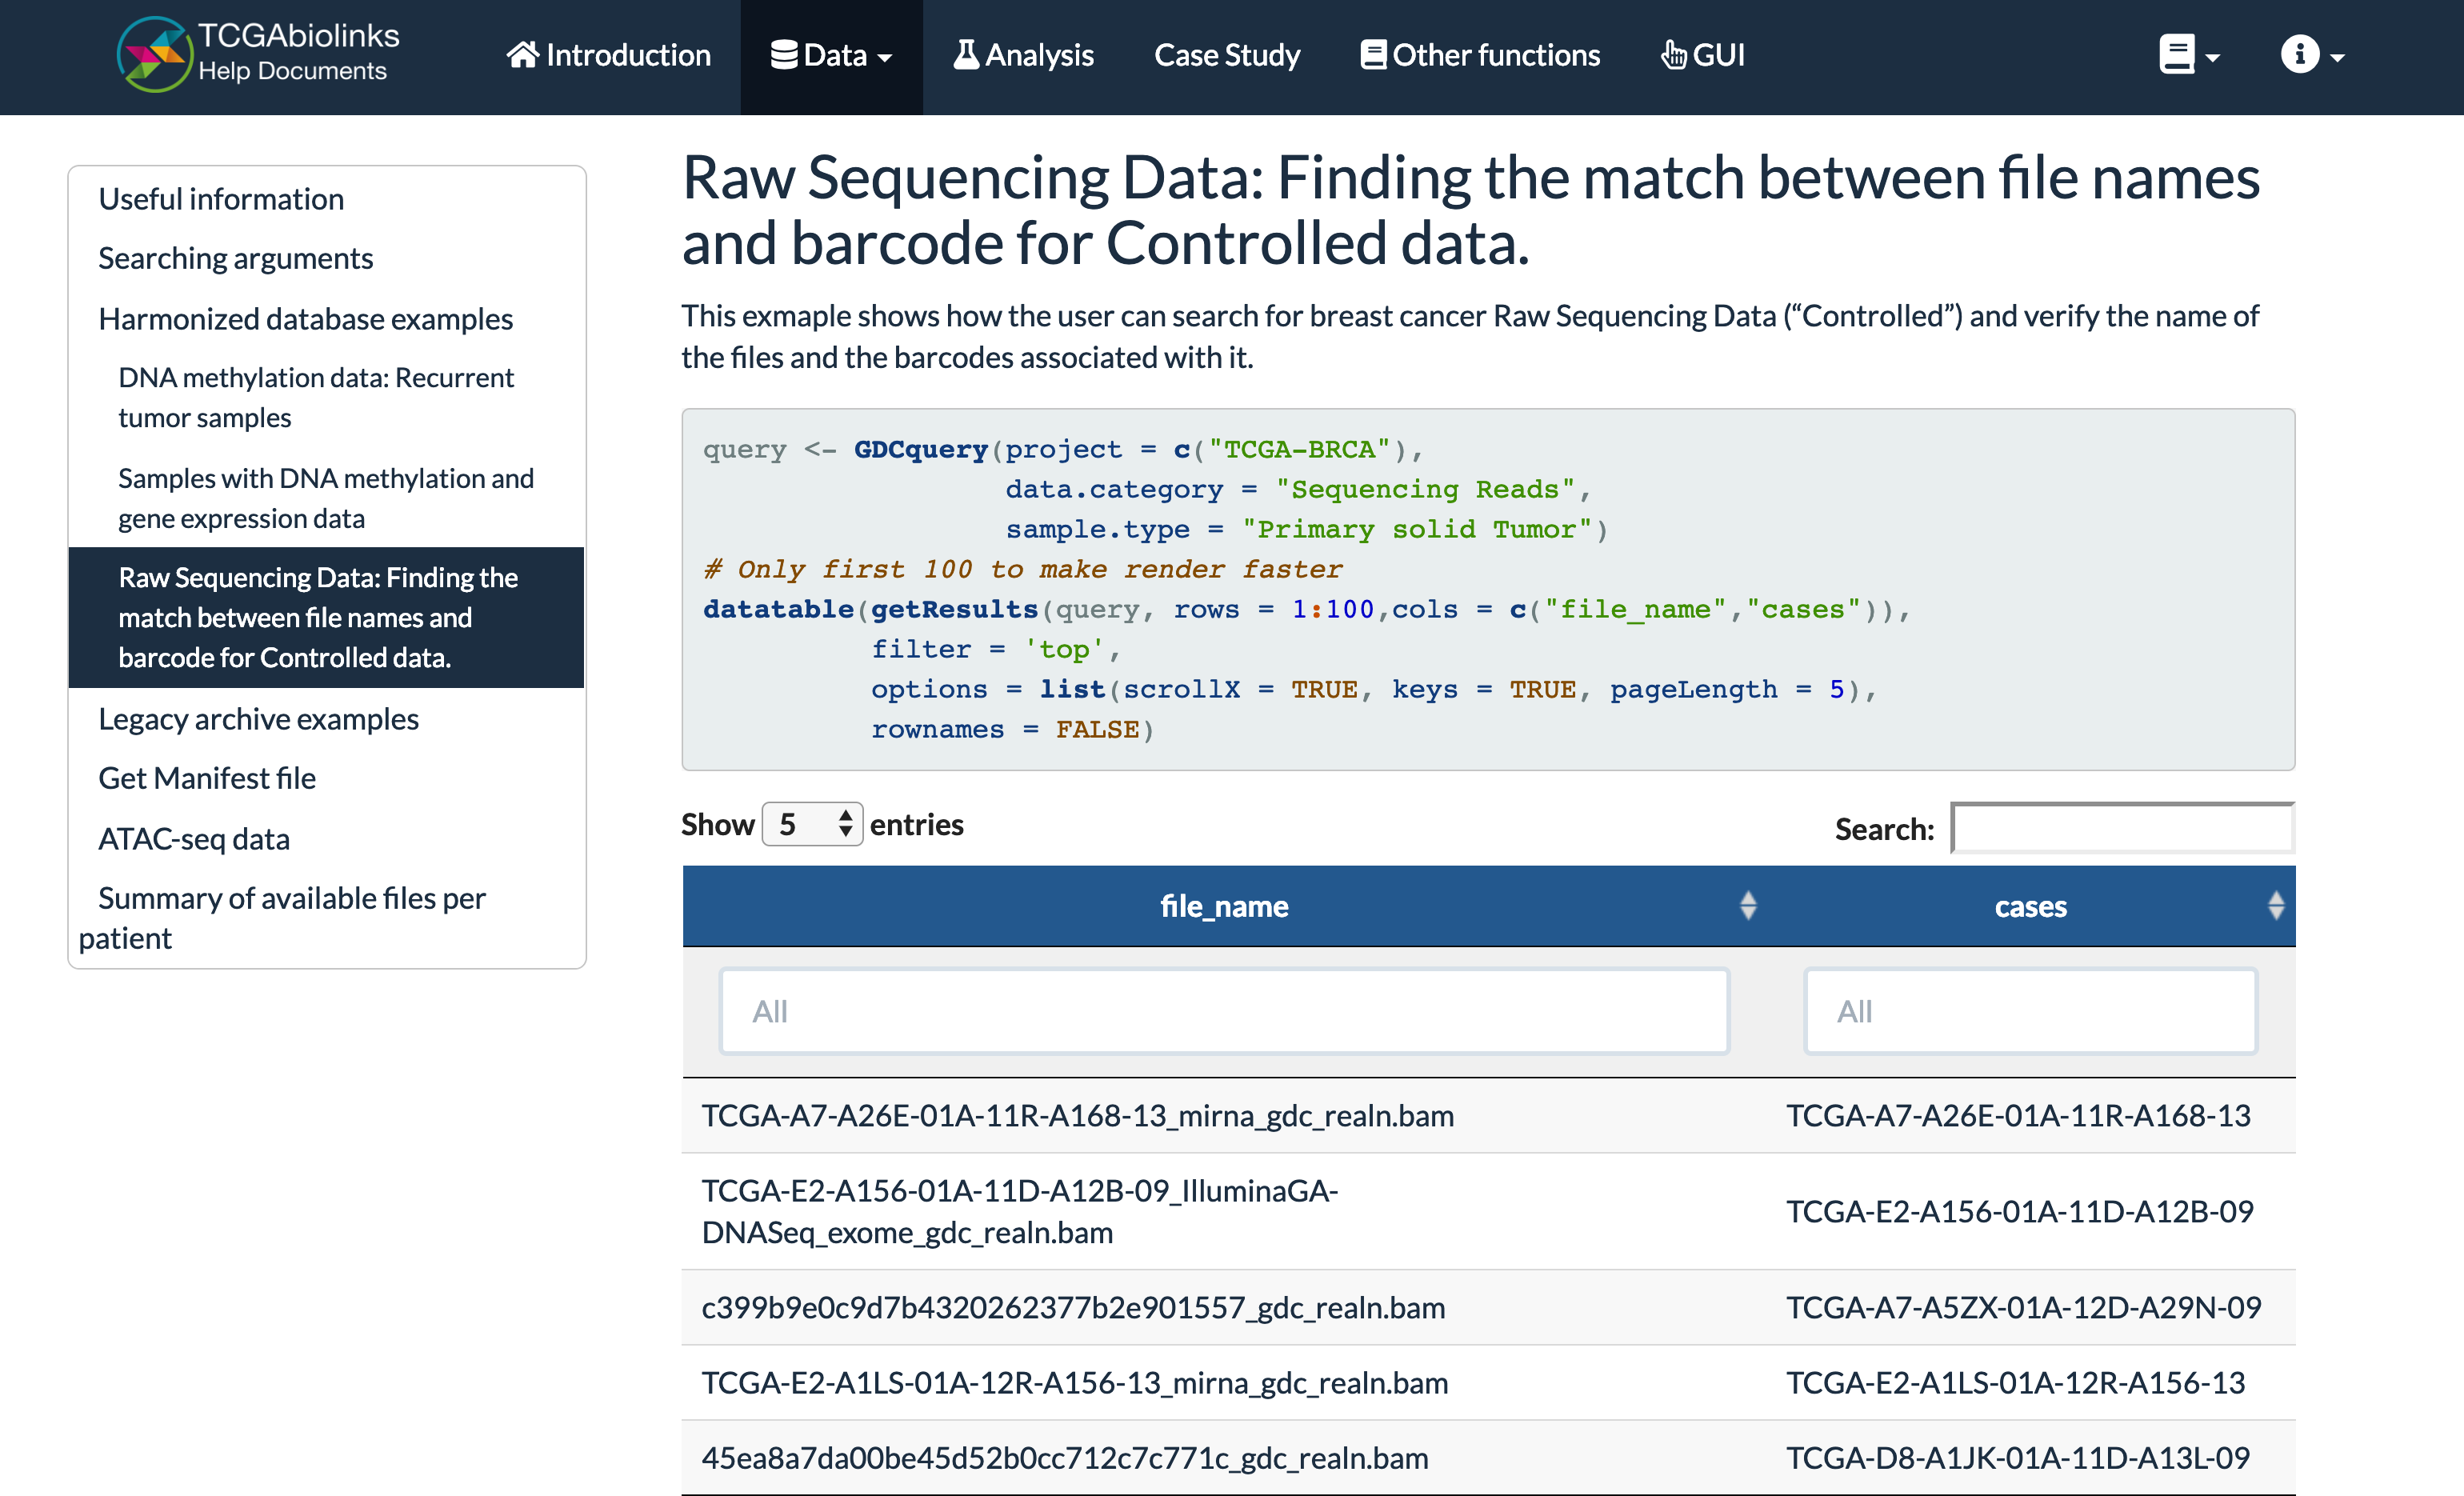 TCGAbiolinks
Help Documents
Introduction
Data
Analysis
Case Study
Other functions
GUI
Useful information
Searching arguments
Harmonized database examples
DNA methylation data: Recurrent
tumor samples
Samples with DNA methylation and
gene expression data
Raw Sequencing Data: Finding the
match between file names and
barcode for Controlled data.
Legacy archive examples
Get Manifest file
ATAC-seq data
Summary of available files per
patient
Raw Sequencing Data: Finding the match between file names
and barcode for Controlled data.
This exmaple shows how the user can search for breast cancer Raw Sequencing Data (“Controlled”) and verify the name of
the files and the barcodes associated with it.
query <- GDCquery(project = c("TCGA-BRCA"),
                  data.category = "Sequencing Reads",
                  sample.type = "Primary solid Tumor")
# Only first 100 to make render faster
datatable(getResults(query, rows = 1:100,cols = c("file_name","cases")),
          filter = 'top',
          options = list(scrollX = TRUE, keys = TRUE, pageLength = 5),
          rownames = FALSE)
Show 5 entries
Search:
file_name cases
All All
TCGA-A7-A26E-01A-11R-A168-13_mirna_gdc_realn.bam TCGA-A7-A26E-01A-11R-A168-13
TCGA-E2-A156-01A-11D-A12B-09_IlluminaGA-
DNASeq_exome_gdc_realn.bam
TCGA-E2-A156-01A-11D-A12B-09
c399b9e0c9d7b4320262377b2e901557_gdc_realn.bam TCGA-A7-A5ZX-01A-12D-A29N-09
TCGA-E2-A1LS-01A-12R-A156-13_mirna_gdc_realn.bam TCGA-E2-A1LS-01A-12R-A156-13
45ea8a7da00be45d52b0cc712c7c771c_gdc_realn.bam TCGA-D8-A1JK-01A-11D-A13L-09